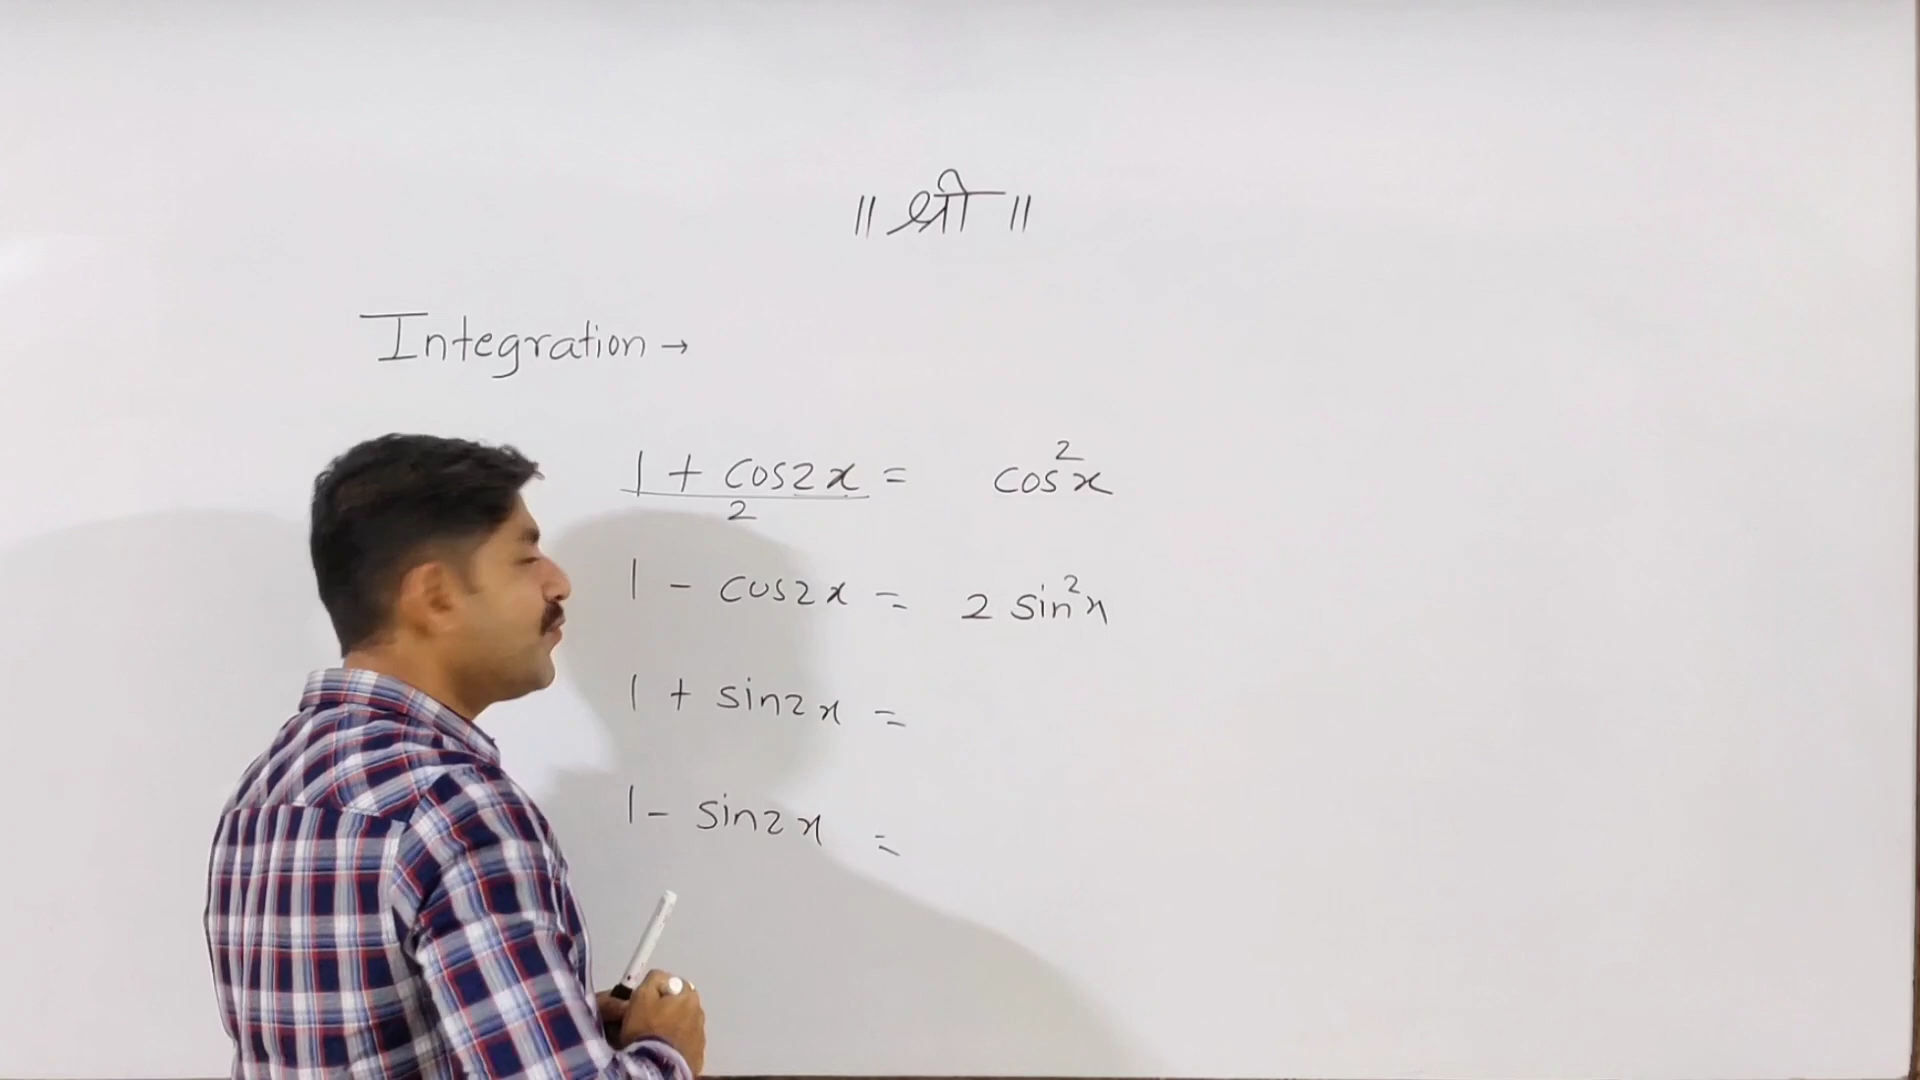 ॥ श्री ॥
Integration →
1 + cos2x / 2 = cos²x
1 - cos2x = 2 sin²x
1 + sin2x =
1 - sin2x =